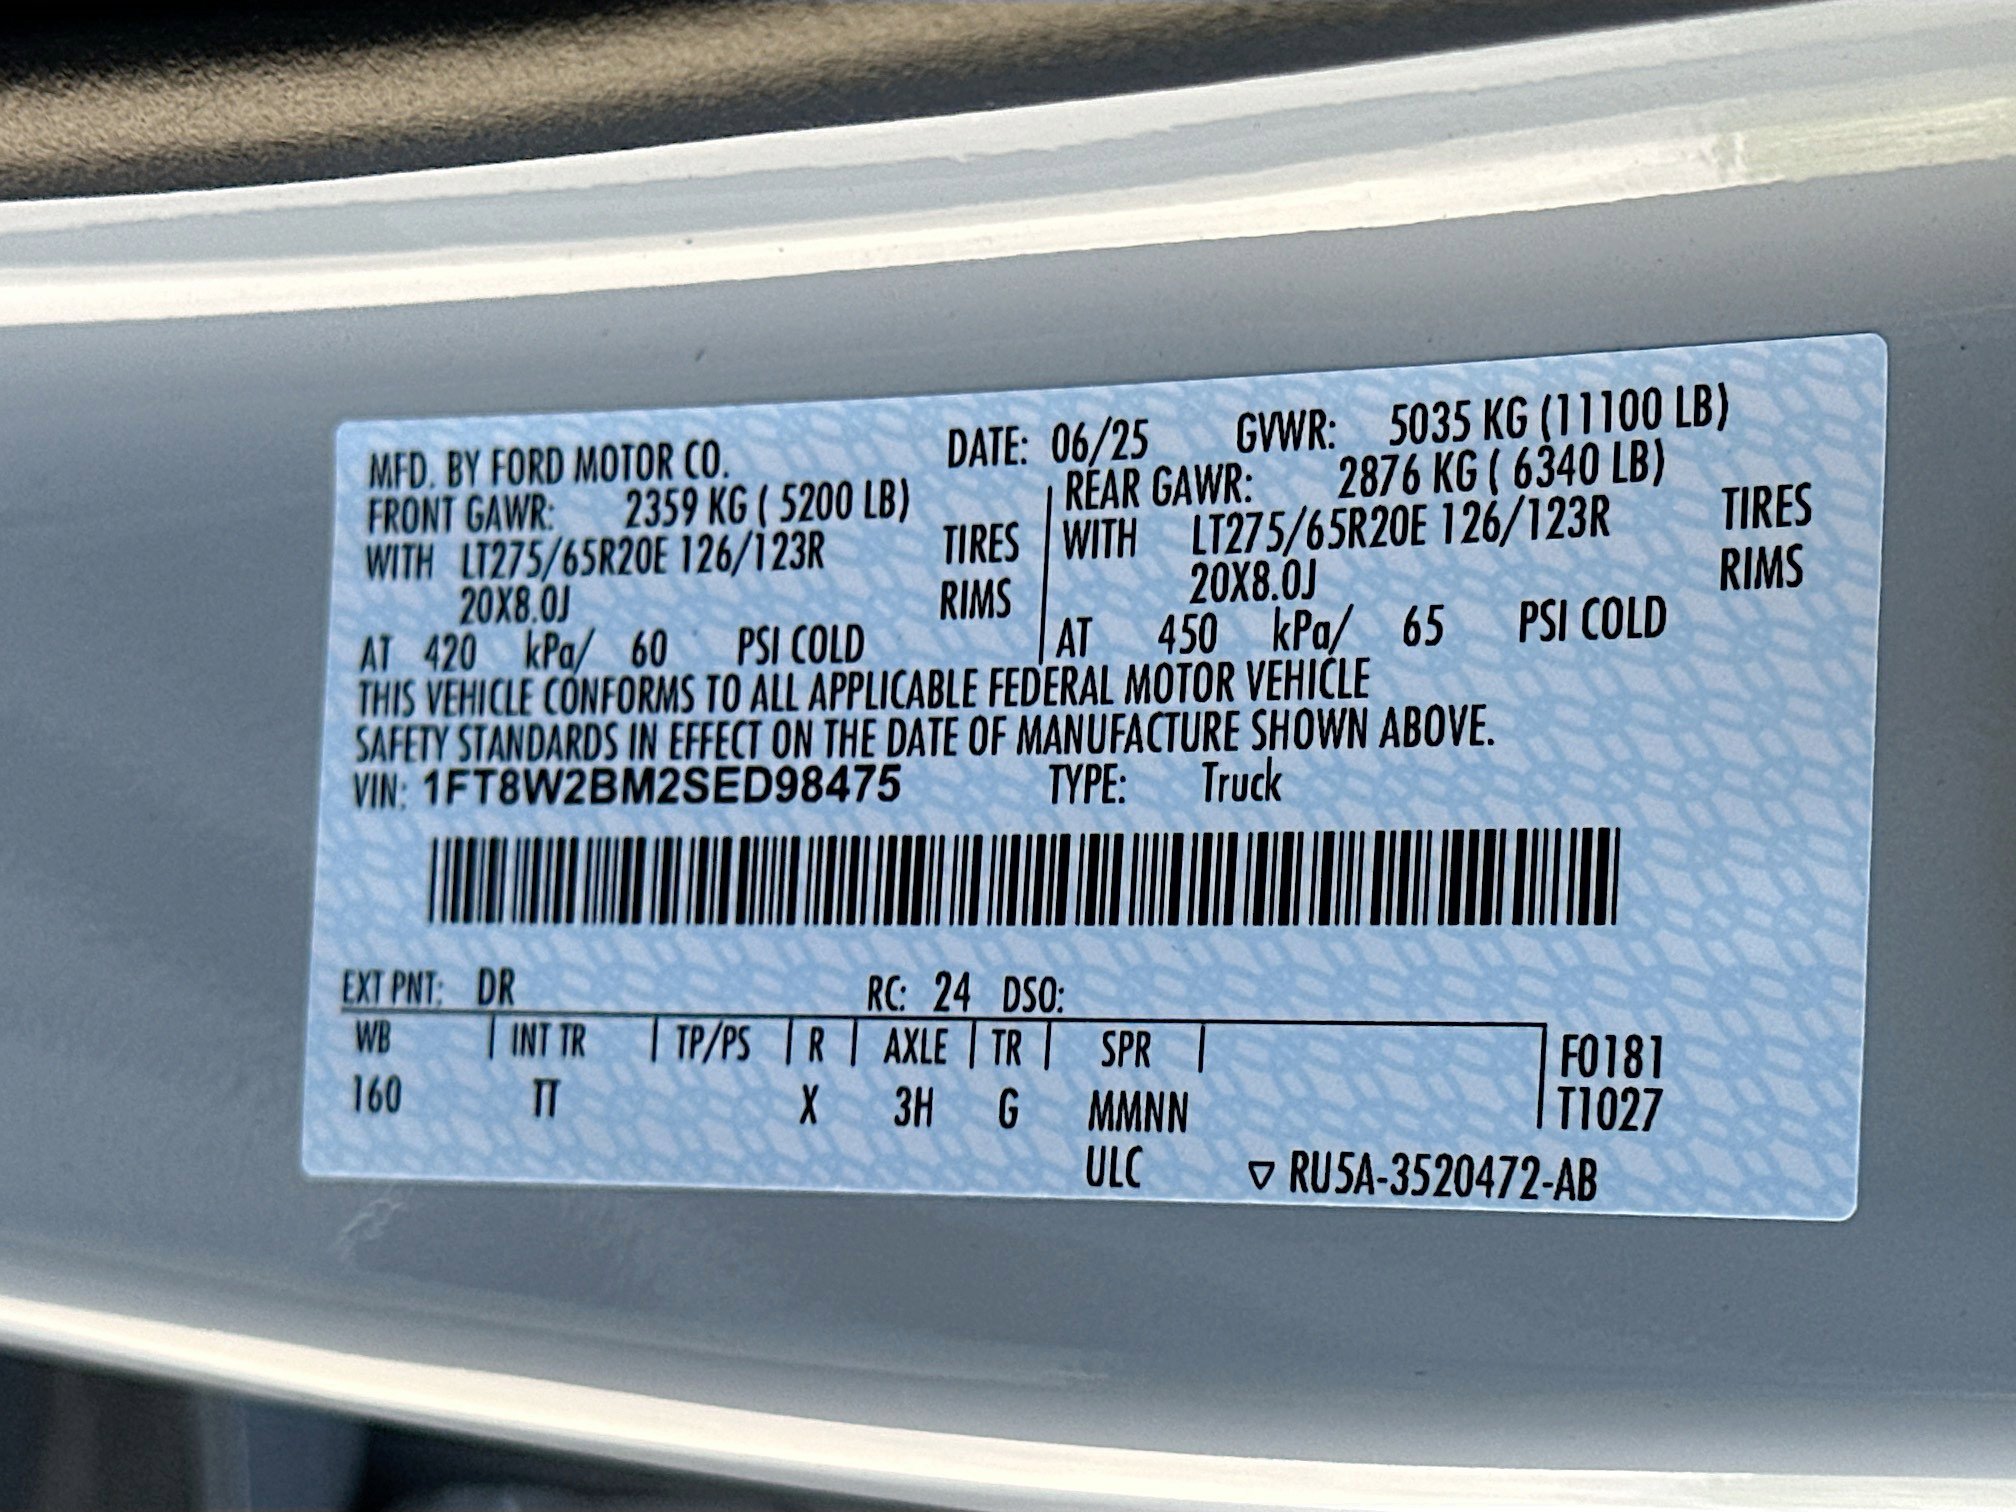 MFD. BY FORD MOTOR CO. DATE: 06/25 GVWR: 5035 KG (11100 LB)
FRONT GAWR: 2359 KG ( 5200 LB) REAR GAWR: 2876 KG ( 6340 LB)
WITH LT275/65R20E 126/123R TIRES WITH LT275/65R20E 126/123R TIRES
20X8.0J RIMS 20X8.0J RIMS
AT 420 kPa/ 60 PSI COLD AT 450 kPa/ 65 PSI COLD
THIS VEHICLE CONFORMS TO ALL APPLICABLE FEDERAL MOTOR VEHICLE
SAFETY STANDARDS IN EFFECT ON THE DATE OF MANUFACTURE SHOWN ABOVE.
VIN: 1FT8W2BM2SED98475 TYPE: Truck
EXT PNT: DR RC: 24 DSO:
WB INT TR TP/PS R AXLE TR SPR F0181
160 TT X 3H G MMNN T1027
ULC ▽ RU5A-3520472-AB